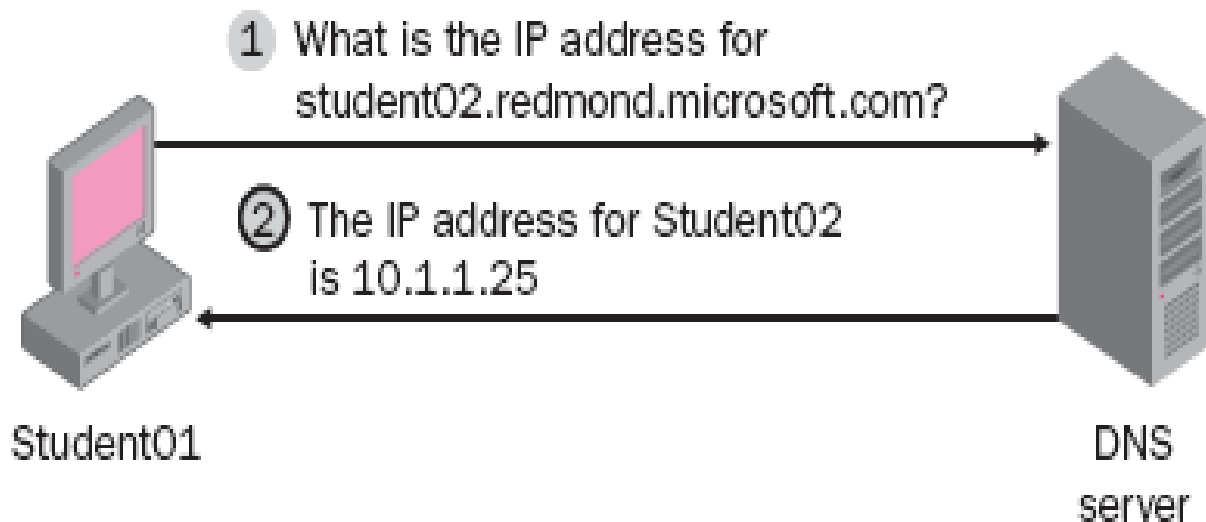 1 What is the IP address for
student02.redmond.microsoft.com?
2 The IP address for Student02
is 10.1.1.25
Student01
DNS
server